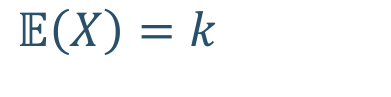 𝔼(𝑋) = 𝑘